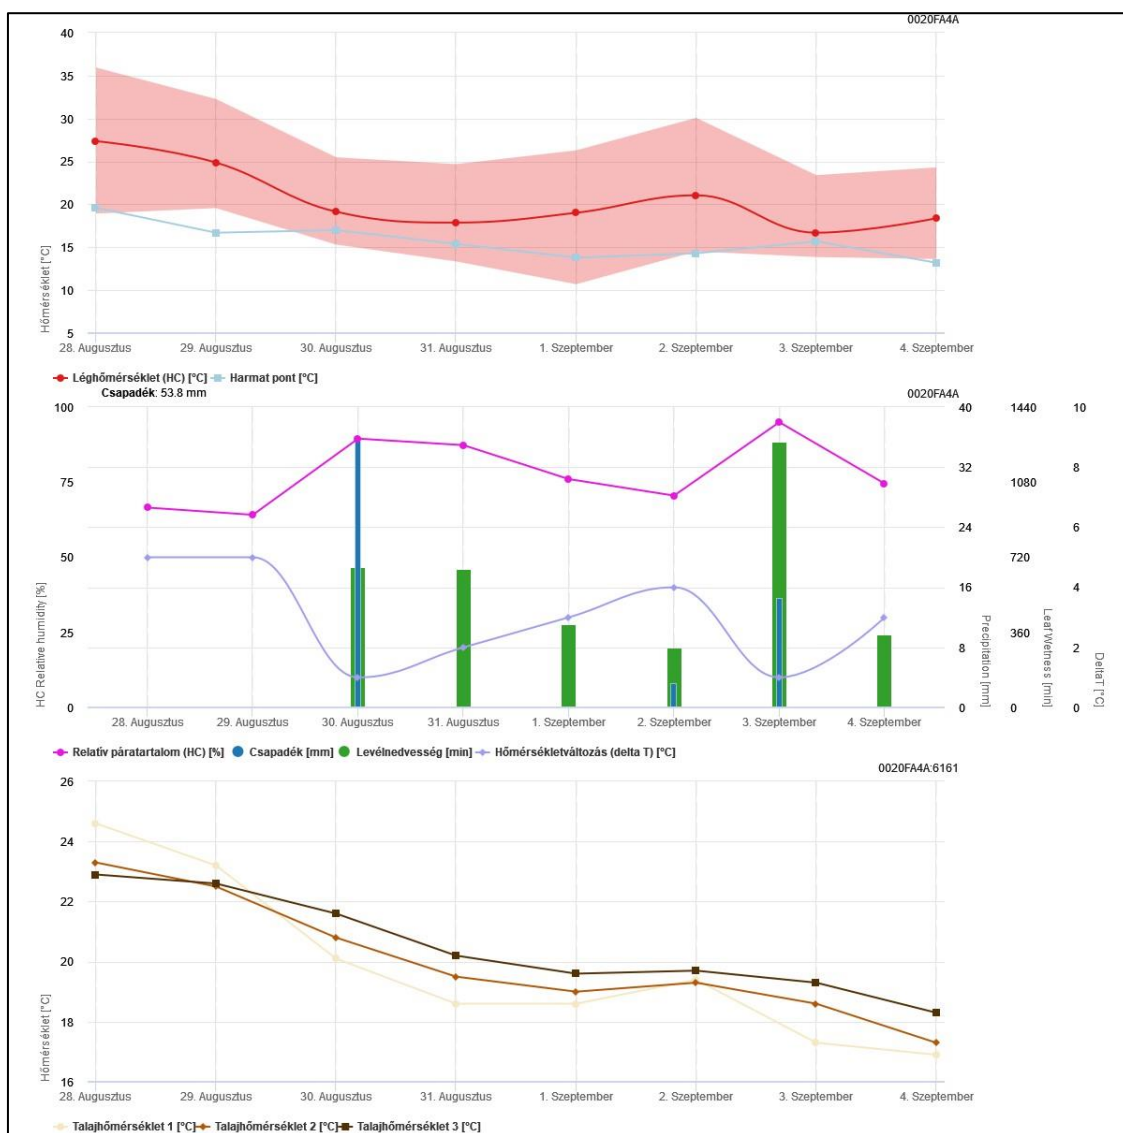 0020FA4A
40
35
30
25
20
15
10
5
Hőmérséklet [°C]
28. Augusztus 29. Augusztus 30. Augusztus 31. Augusztus 1. Szeptember 2. Szeptember 3. Szeptember 4. Szeptember
Léghőmérséklet (HC) [°C] Harmat pont [°C]
Csapadék: 53.8 mm 0020FA4A
100 40 1440 10
32 8
75 1080
24 6
50 720
16 4
25 360
8 2
0 0 0 0
HC Relative humidity [%]
Precipitation [mm]
Leaf Wetness [min]
DeltaT [°C]
28. Augusztus 29. Augusztus 30. Augusztus 31. Augusztus 1. Szeptember 2. Szeptember 3. Szeptember 4. Szeptember
Relatív páratartalom (HC) [%] Csapadék [mm] Levélnedvesség [min] Hőmérsékletváltozás (delta T) [°C]
0020FA4A:6161
26
24
22
20
18
16
Hőmérséklet [°C]
28. Augusztus 29. Augusztus 30. Augusztus 31. Augusztus 1. Szeptember 2. Szeptember 3. Szeptember 4. Szeptember
Talajhőmérséklet 1 [°C] Talajhőmérséklet 2 [°C] Talajhőmérséklet 3 [°C]